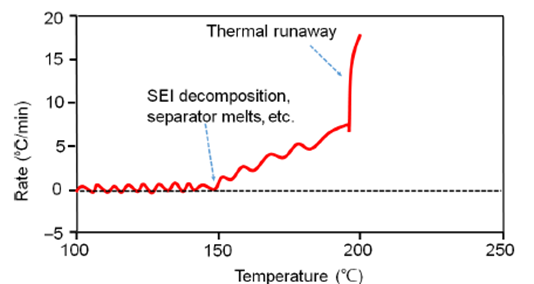 20
15
10
5
0
–5
Rate (℃/min)
Thermal runaway
SEI decomposition,
separator melts, etc.
100
150
200
250
Temperature (℃)